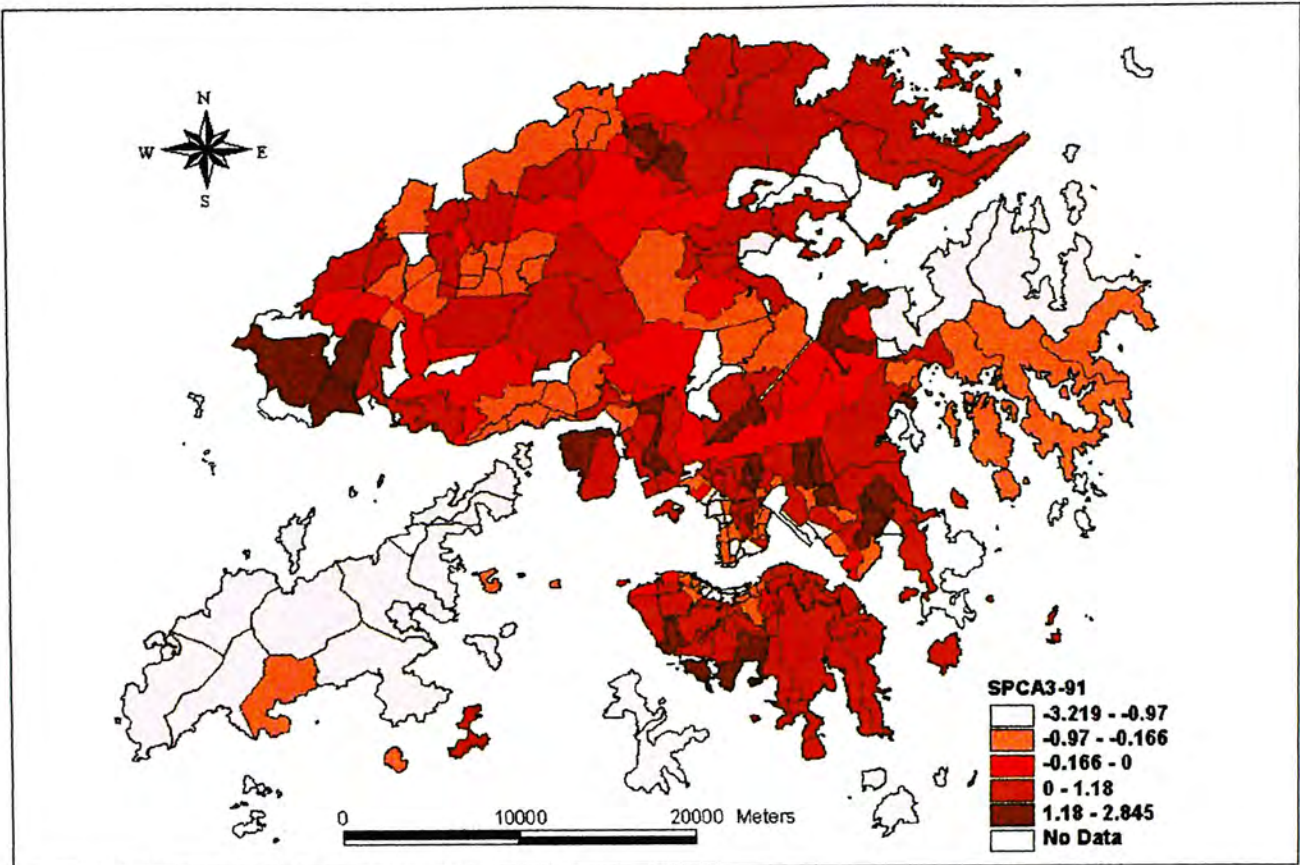 N
W E
S
SPCA3-91
-3.219 - -0.97
-0.97 - -0.166
-0.166 - 0
0 - 1.18
1.18 - 2.845
No Data
0 10000 20000 Meters